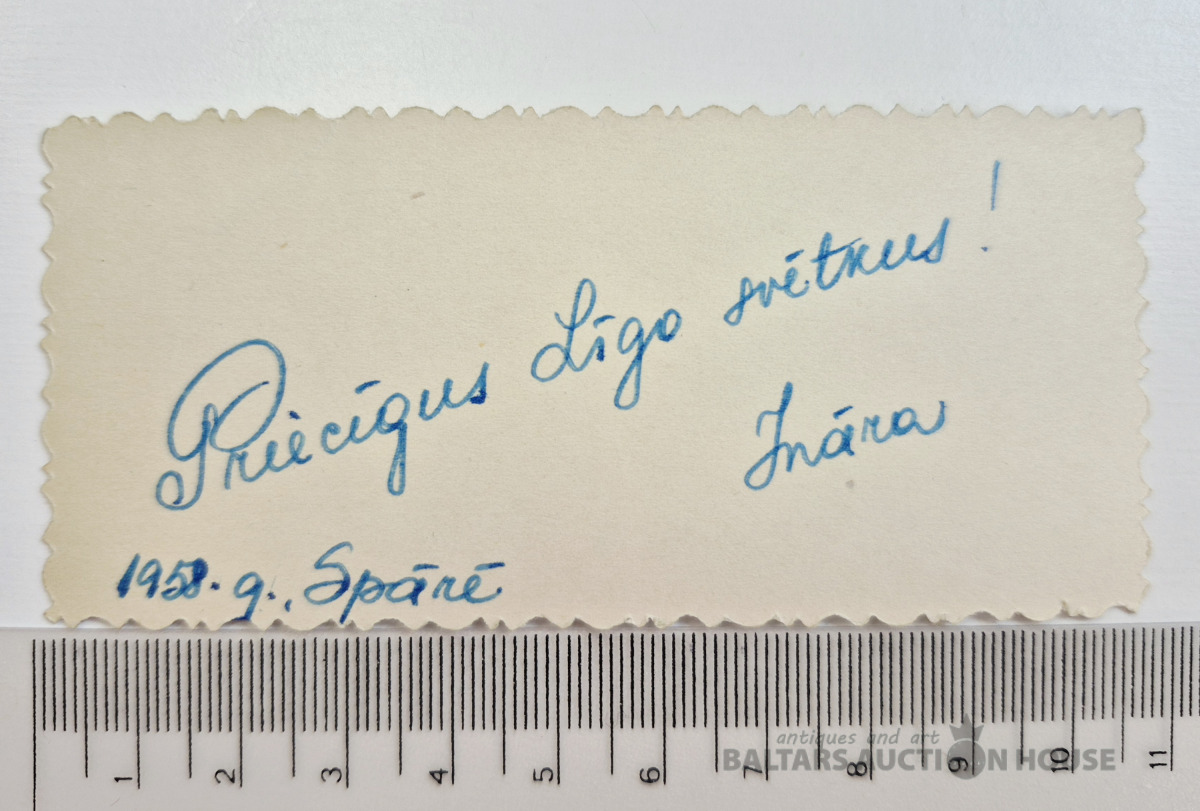 Priecīgus Līgo svētkus!
Ināra
1958. g., Spārē
1 2 3 4 5 6 7 8 9 10 11
antiques and art
BALTARS AUCTION HOUSE